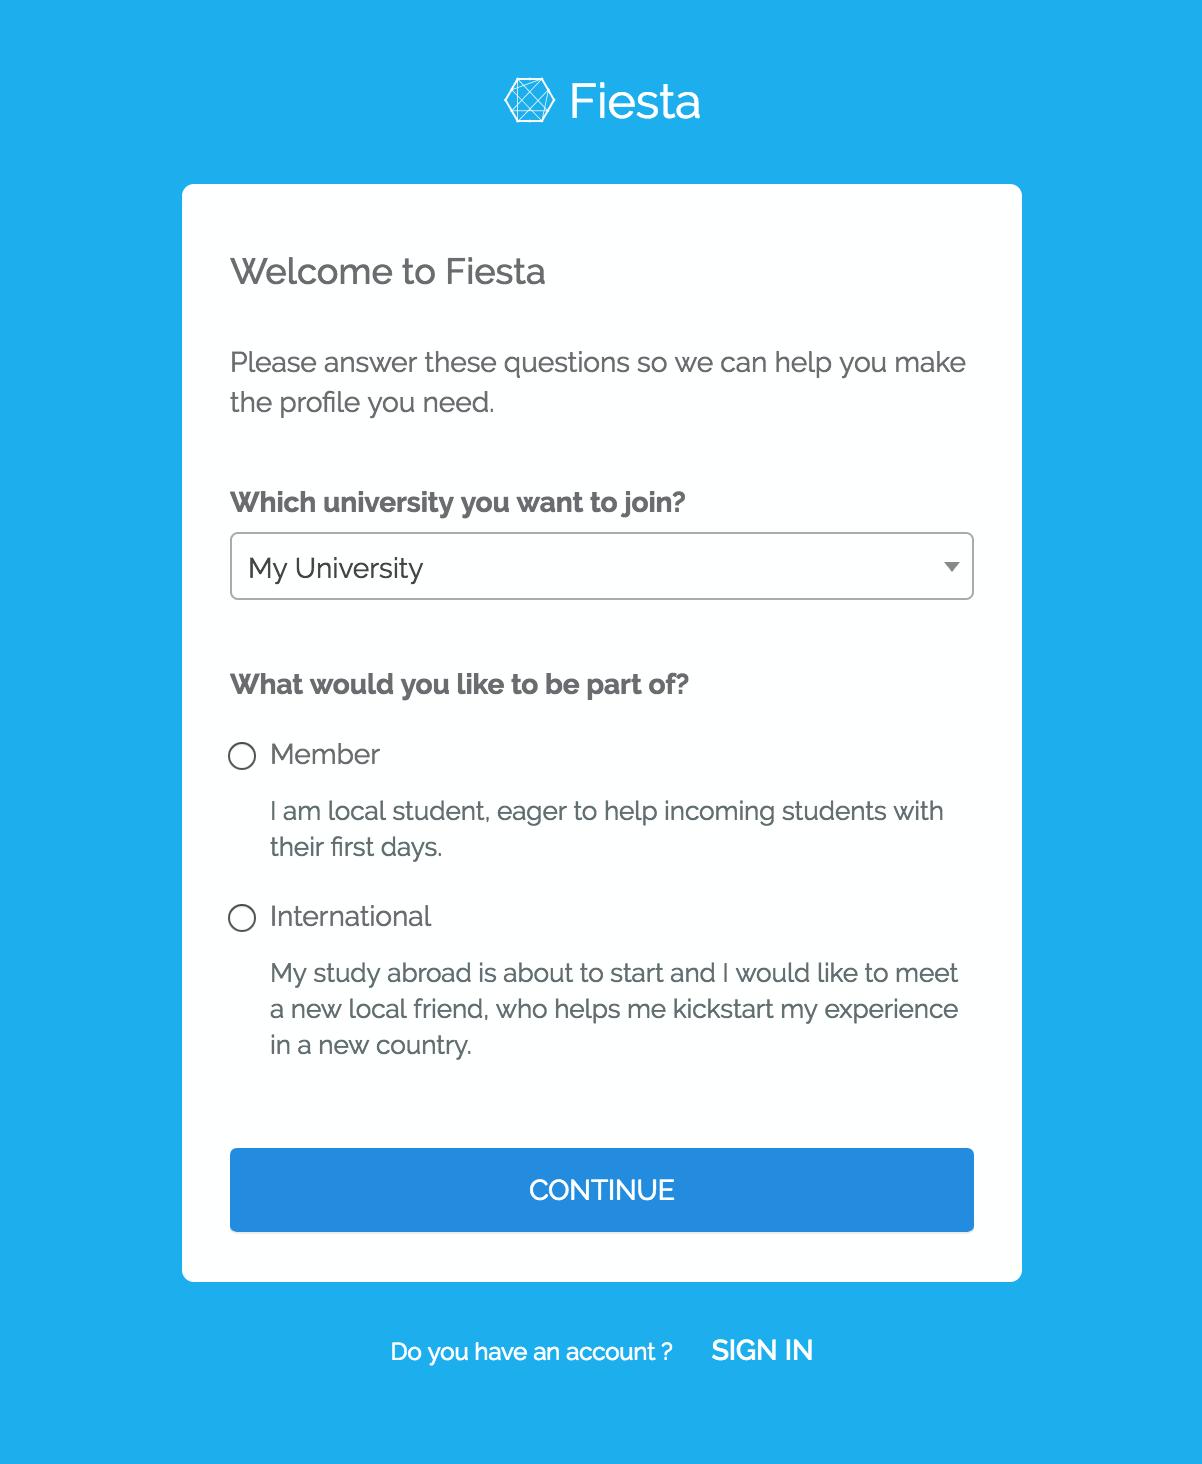 Fiesta
Welcome to Fiesta
Please answer these questions so we can help you make
the profile you need.
Which university you want to join?
My University
What would you like to be part of?
Member
I am local student, eager to help incoming students with
their first days.
International
My study abroad is about to start and I would like to meet
a new local friend, who helps me kickstart my experience
in a new country.
CONTINUE
Do you have an account ? SIGN IN